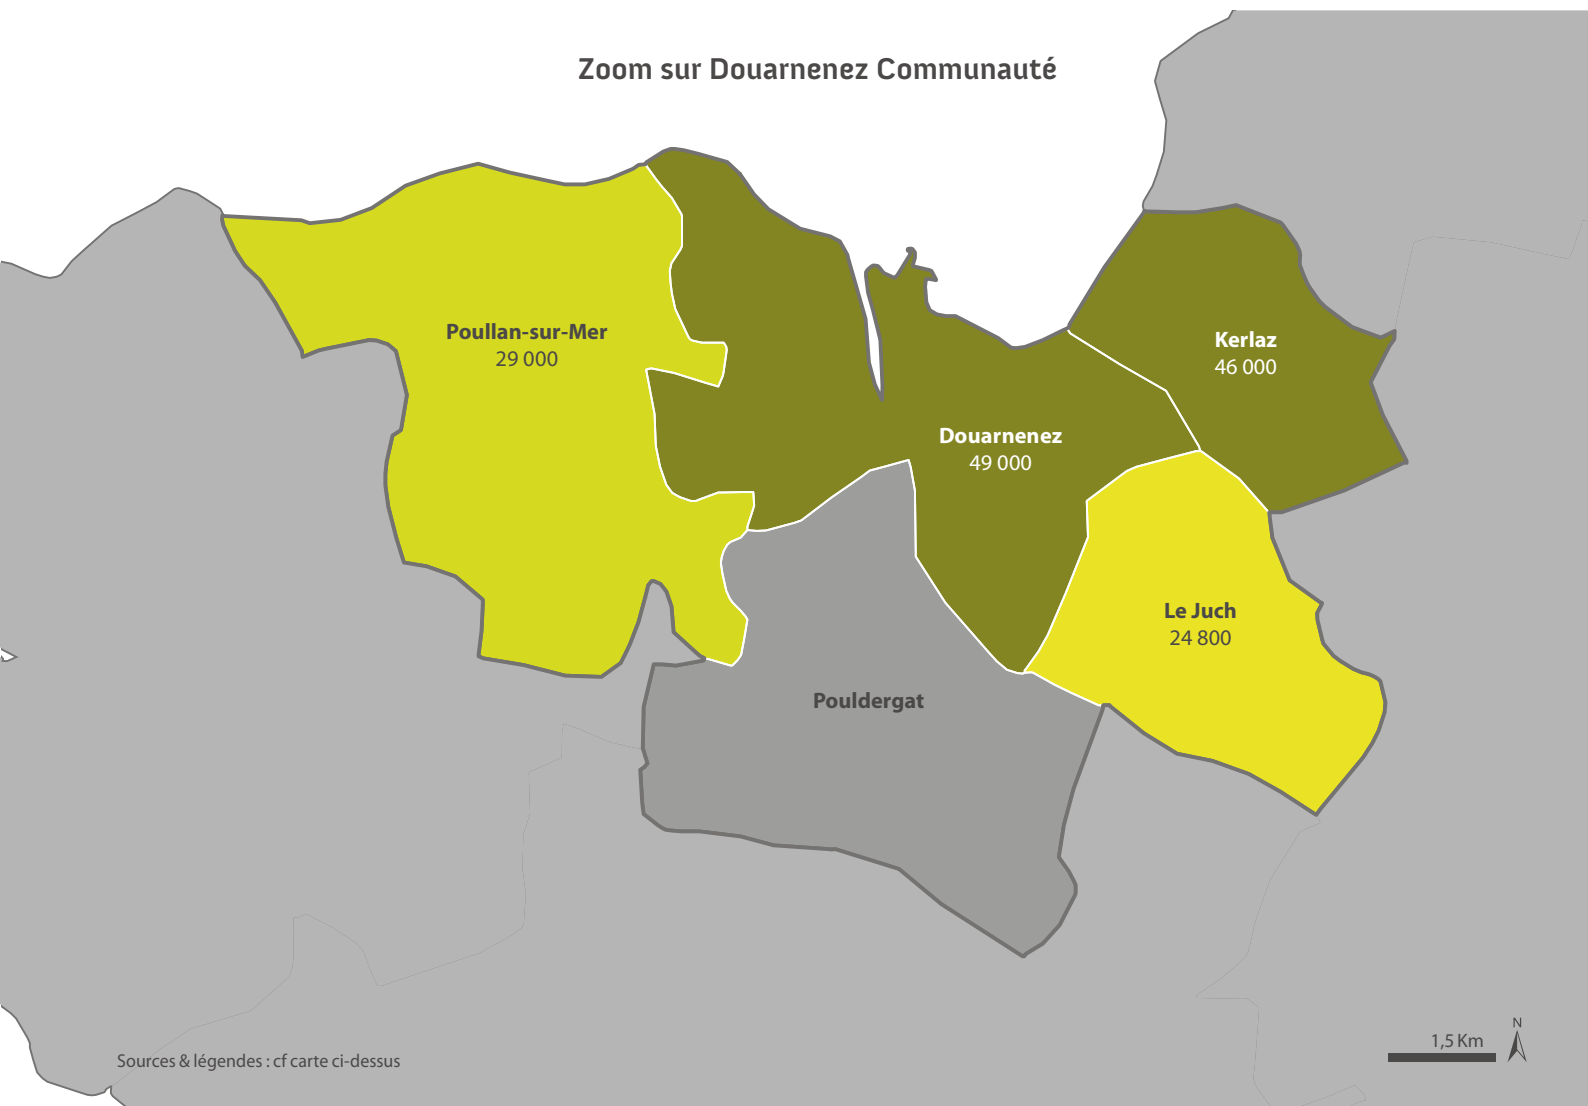 Zoom sur Douarnenez Communauté
Poullan-sur-Mer
29 000
Kerlaz
46 000
Douarnenez
49 000
Le Juch
24 800
Pouldergat
Sources & légendes : cf carte ci-dessus
1,5 Km
N